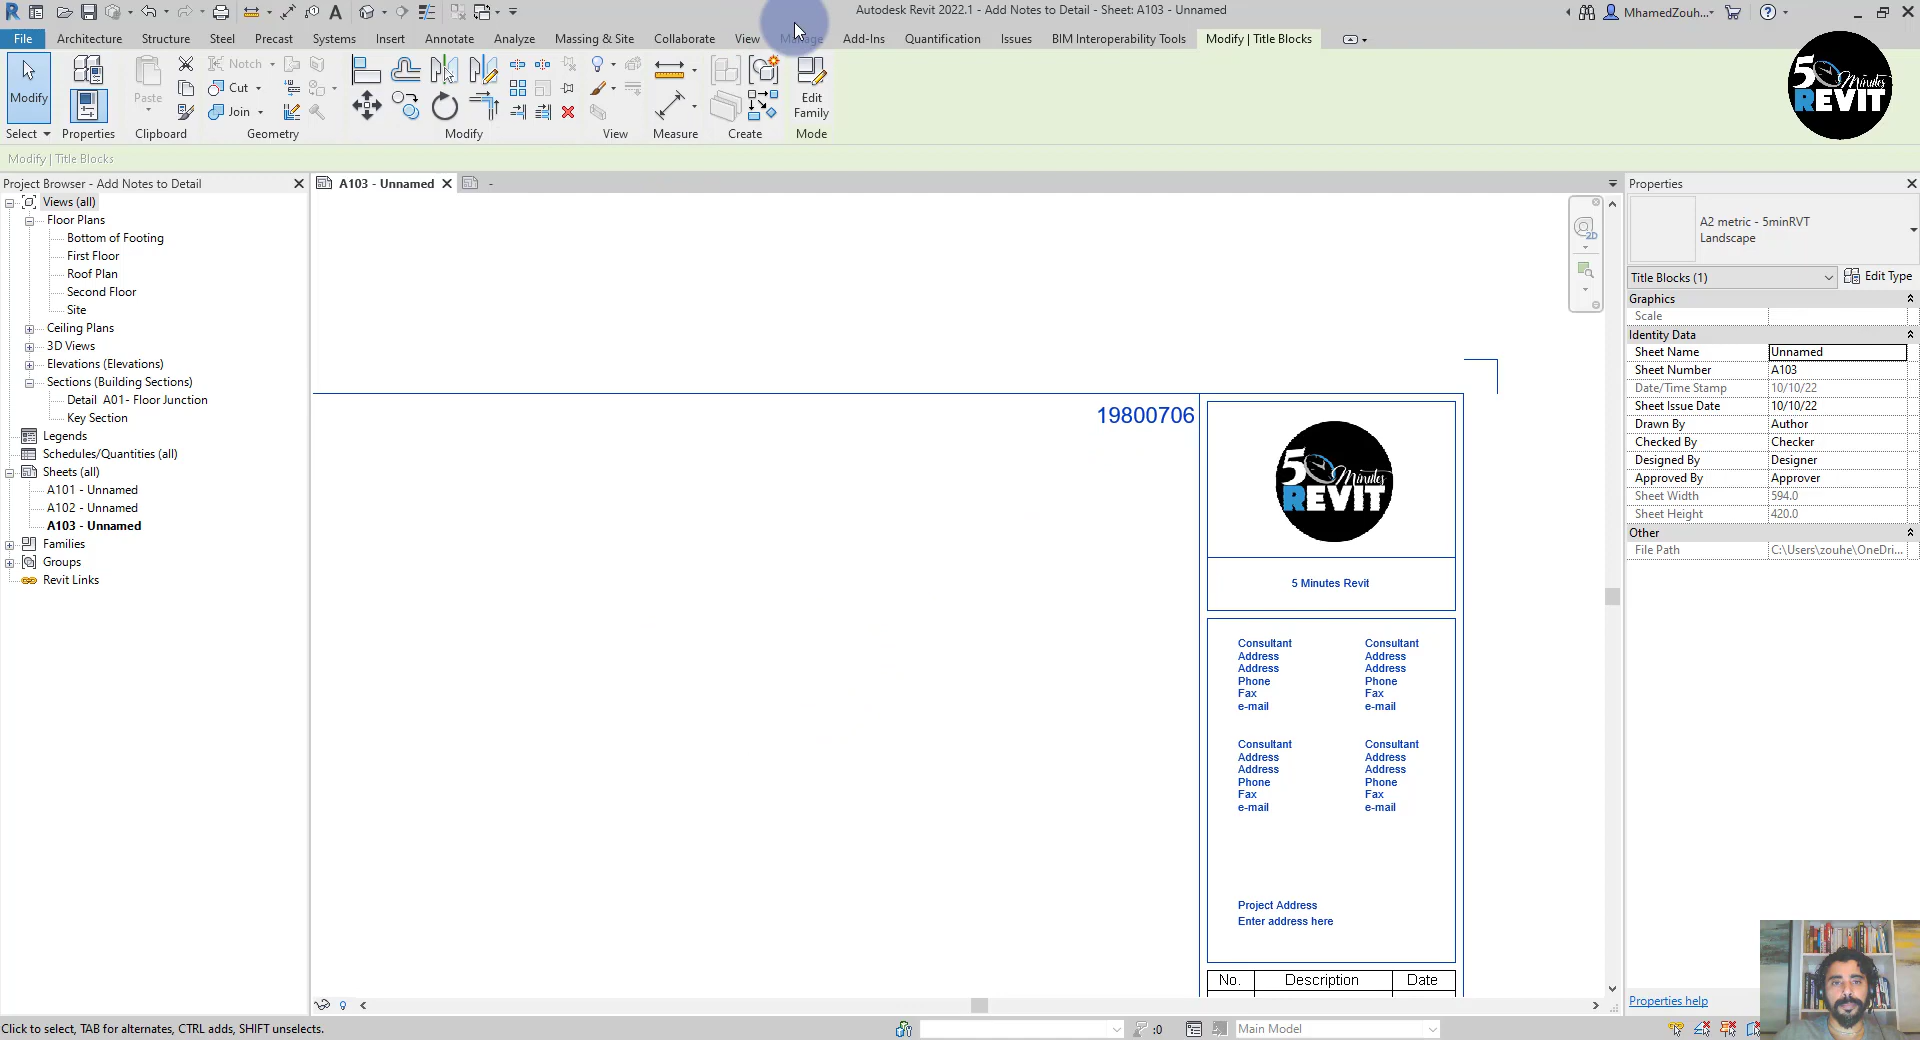 Autodesk Revit 2022.1 - Add Notes to Detail - Sheet: A103 - Unnamed
MhamedZouh...
File Architecture Structure Steel Precast Systems Insert Annotate Analyze Massing & Site Collaborate View Manage Add-Ins Quantification Issues BIM Interoperability Tools Modify | Title Blocks
Modify
Paste
Notch
Cut
Join
Edit
Family
Select Properties Clipboard Geometry Modify View Measure Create Mode
5 Minutes
REVIT
Modify | Title Blocks
Project Browser - Add Notes to Detail
Views (all)
Floor Plans
Bottom of Footing
First Floor
Roof Plan
Second Floor
Site
Ceiling Plans
3D Views
Elevations (Elevations)
Sections (Building Sections)
Detail A01- Floor Junction
Key Section
Legends
Schedules/Quantities (all)
Sheets (all)
A101 - Unnamed
A102 - Unnamed
A103 - Unnamed
Families
Groups
Revit Links
A103 - Unnamed
-
2D
19800706
5 Minutes
REVIT
5 Minutes Revit
Consultant Consultant
Address Address
Address Address
Phone Phone
Fax Fax
e-mail e-mail
Consultant Consultant
Address Address
Address Address
Phone Phone
Fax Fax
e-mail e-mail
Project Address
Enter address here
No. Description Date
Properties
A2 metric - 5minRVT
Landscape
Title Blocks (1) Edit Type
Graphics
Scale
Identity Data
Sheet Name Unnamed
Sheet Number A103
Date/Time Stamp 10/10/22
Sheet Issue Date 10/10/22
Drawn By Author
Checked By Checker
Designed By Designer
Approved By Approver
Sheet Width 594.0
Sheet Height 420.0
Other
File Path C:\Users\zouhe\OneDri...
Properties help
Click to select, TAB for alternates, CTRL adds, SHIFT unselects.
:0
Main Model